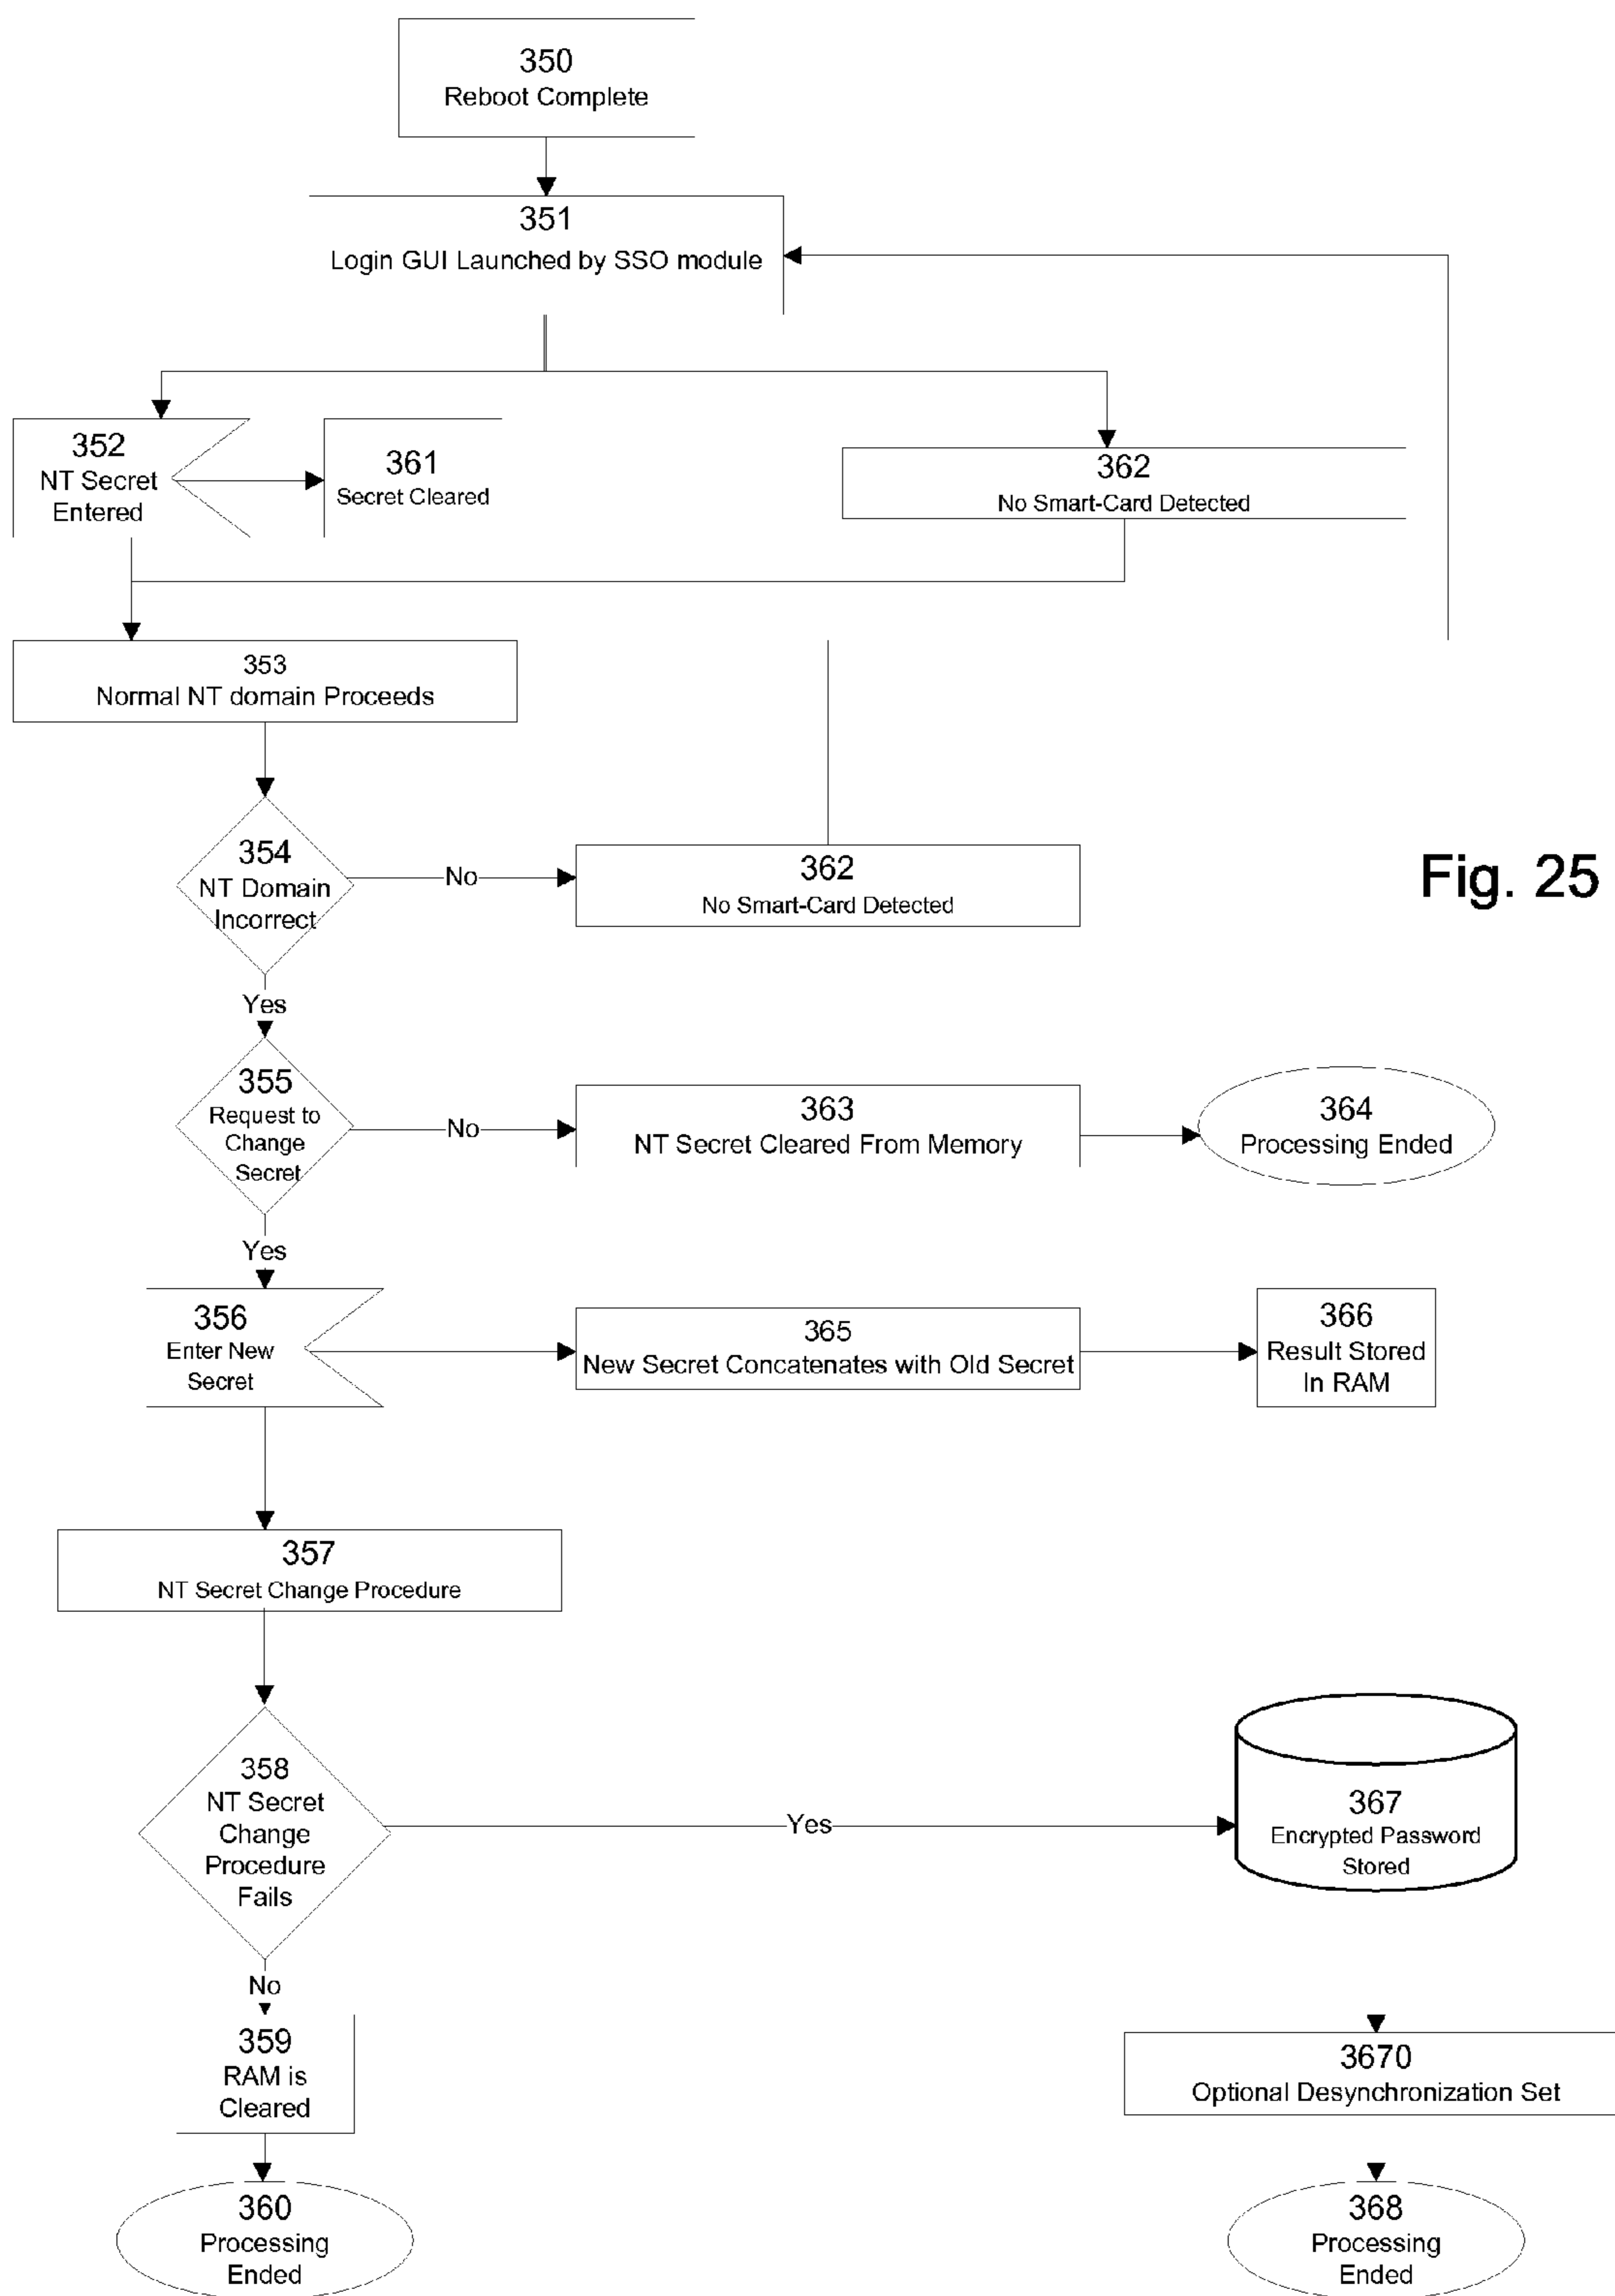 350
Reboot Complete
351
Login GUI Launched by SSO module
352
NT Secret
Entered
361
Secret Cleared
362
No Smart-Card Detected
353
Normal NT domain Proceeds
354
NT Domain
Incorrect
No
362
No Smart-Card Detected
Fig. 25
Yes
355
Request to
Change
Secret
No
363
NT Secret Cleared From Memory
364
Processing Ended
Yes
356
Enter New
Secret
365
New Secret Concatenates with Old Secret
366
Result Stored
In RAM
357
NT Secret Change Procedure
358
NT Secret
Change
Procedure
Fails
Yes
367
Encrypted Password
Stored
No
359
RAM is
Cleared
3670
Optional Desynchronization Set
360
Processing
Ended
368
Processing
Ended